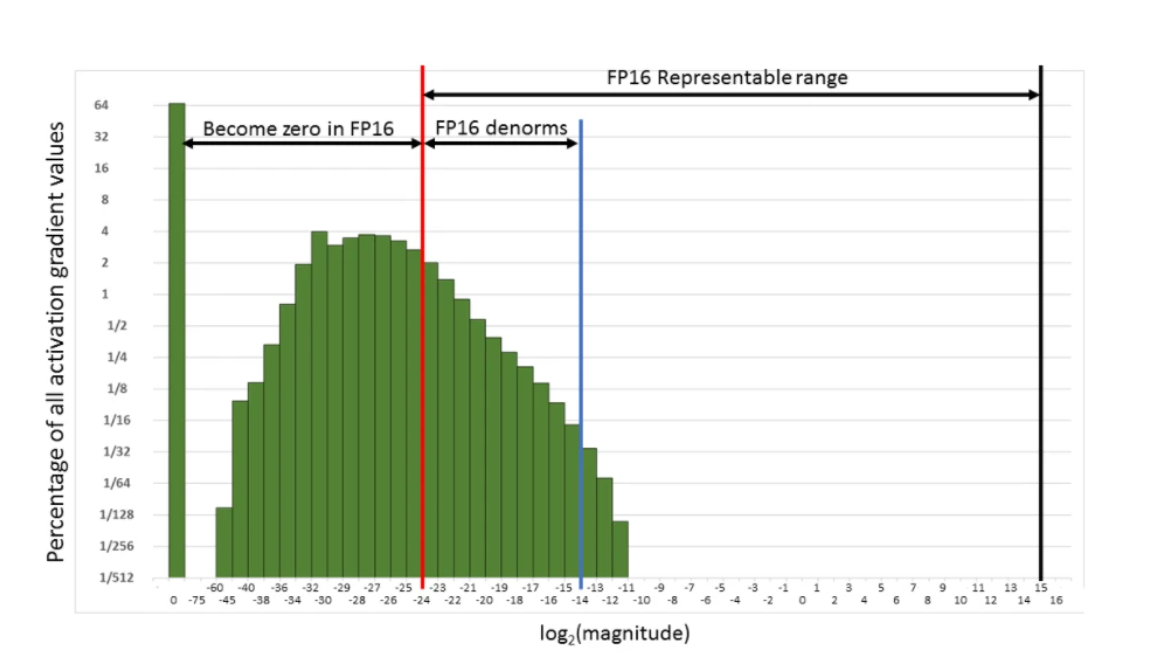 FP16 Representable range
Become zero in FP16
FP16 denorms
Percentage of all activation gradient values
64
32
16
8
4
2
1
1/2
1/4
1/8
1/16
1/32
1/64
1/128
1/256
1/512
-60 -40 -36 -32 -29 -27 -25 -23 -21 -19 -17 -15 -13 -11 -9 -7 -5 -3 -1 1 3 5 7 9 11 13 15
0 -75 -45 -38 -34 -30 -28 -26 -24 -22 -20 -18 -16 -14 -12 -10 -8 -6 -4 -2 0 2 4 6 8 10 12 14 16
log₂(magnitude)